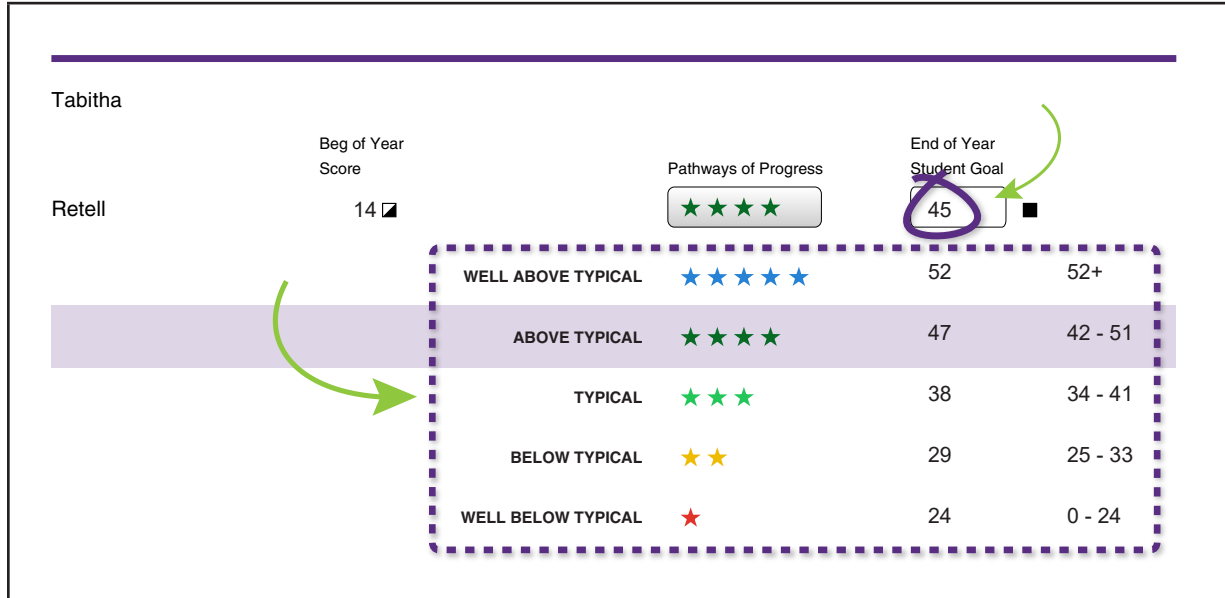 Tabitha
Beg of Year
Score
Pathways of Progress
End of Year
Student Goal
Retell 14 ★★★★ 45
WELL ABOVE TYPICAL ★★★★★ 52 52+
ABOVE TYPICAL ★★★★ 47 42 - 51
TYPICAL ★★★ 38 34 - 41
BELOW TYPICAL ★★ 29 25 - 33
WELL BELOW TYPICAL ★ 24 0 - 24